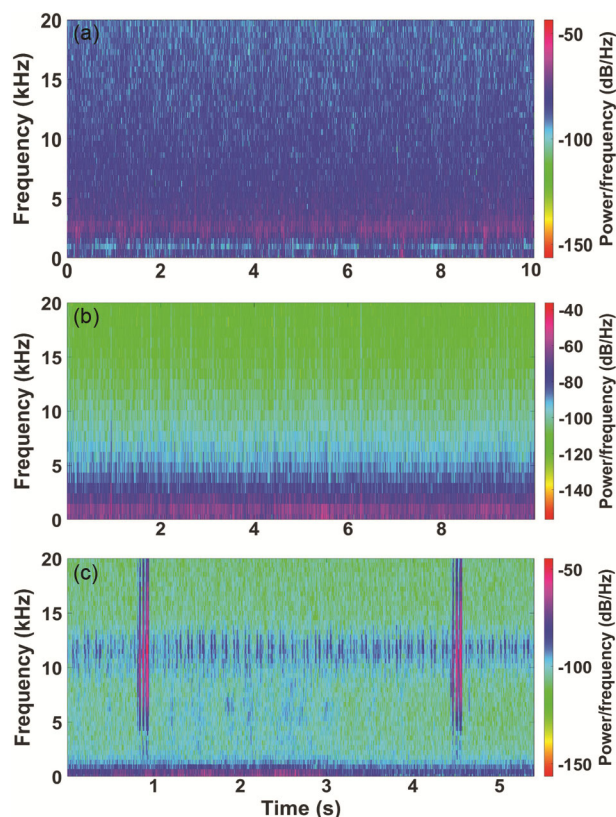 (a)
Frequency (kHz)
20
15
10
5
0
0 2 4 6 8 10
-50
-100
-150
Power/frequency (dB/Hz)
(b)
Frequency (kHz)
20
15
10
5
0
2 4 6 8
-40
-60
-80
-100
-120
-140
Power/frequency (dB/Hz)
(c)
Frequency (kHz)
20
15
10
5
0
1 2 3 4 5
Time (s)
-50
-100
-150
Power/frequency (dB/Hz)